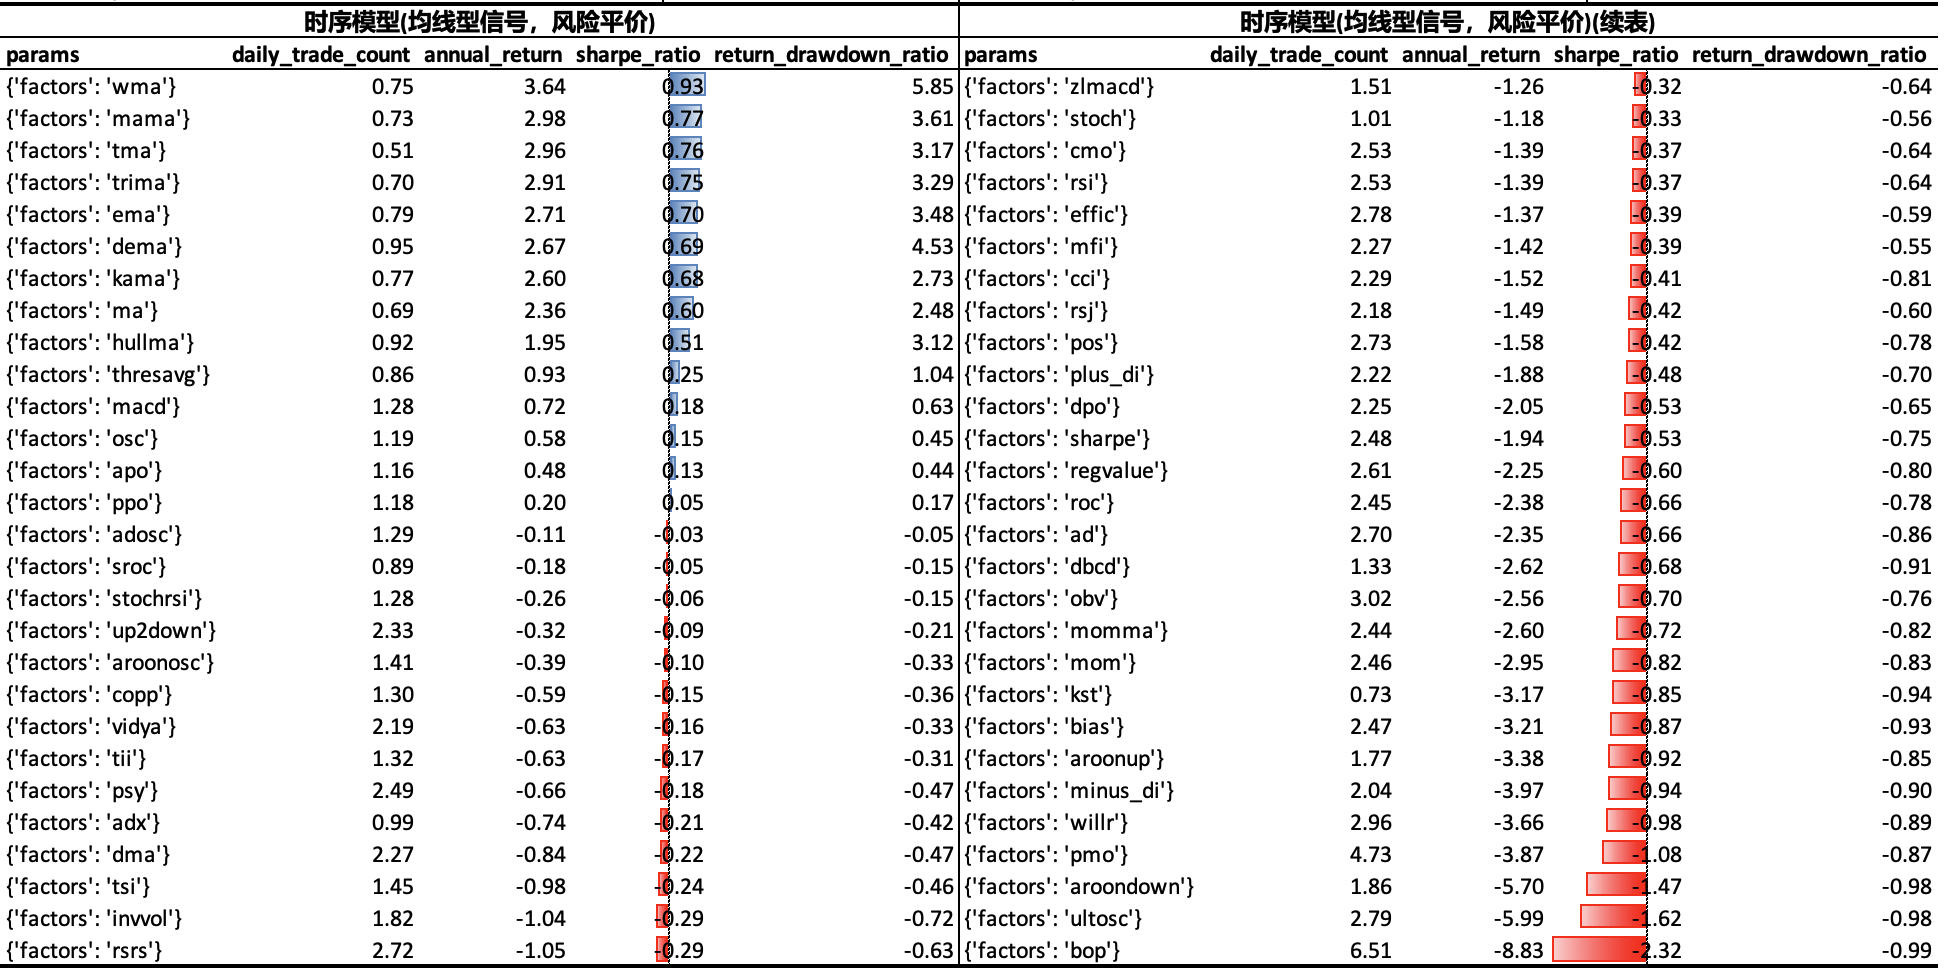 时序模型(均线型信号，风险平价)
params daily_trade_count annual_return sharpe_ratio return_drawdown_ratio
{'factors': 'wma'} 0.75 3.64 0.93 5.85
{'factors': 'mama'} 0.73 2.98 0.77 3.61
{'factors': 'tma'} 0.51 2.96 0.76 3.17
{'factors': 'trima'} 0.70 2.91 0.75 3.29
{'factors': 'ema'} 0.79 2.71 0.70 3.48
{'factors': 'dema'} 0.95 2.67 0.69 4.53
{'factors': 'kama'} 0.77 2.60 0.68 2.73
{'factors': 'ma'} 0.69 2.36 0.60 2.48
{'factors': 'hullma'} 0.92 1.95 0.51 3.12
{'factors': 'thresavg'} 0.86 0.93 0.25 1.04
{'factors': 'macd'} 1.28 0.72 0.18 0.63
{'factors': 'osc'} 1.19 0.58 0.15 0.45
{'factors': 'apo'} 1.16 0.48 0.13 0.44
{'factors': 'ppo'} 1.18 0.20 0.05 0.17
{'factors': 'adosc'} 1.29 -0.11 -0.03 -0.05
{'factors': 'sroc'} 0.89 -0.18 -0.05 -0.15
{'factors': 'stochrsi'} 1.28 -0.26 -0.06 -0.15
{'factors': 'up2down'} 2.33 -0.32 -0.09 -0.21
{'factors': 'aroonosc'} 1.41 -0.39 -0.10 -0.33
{'factors': 'copp'} 1.30 -0.59 -0.15 -0.36
{'factors': 'vidya'} 2.19 -0.63 -0.16 -0.33
{'factors': 'tii'} 1.32 -0.63 -0.17 -0.31
{'factors': 'psy'} 2.49 -0.66 -0.18 -0.47
{'factors': 'adx'} 0.99 -0.74 -0.21 -0.42
{'factors': 'dma'} 2.27 -0.84 -0.22 -0.47
{'factors': 'tsi'} 1.45 -0.98 -0.24 -0.46
{'factors': 'invvol'} 1.82 -1.04 -0.29 -0.72
{'factors': 'rsrs'} 2.72 -1.05 -0.29 -0.63
时序模型(均线型信号，风险平价)(续表)
params daily_trade_count annual_return sharpe_ratio return_drawdown_ratio
{'factors': 'zlmacd'} 1.51 -1.26 -0.32 -0.64
{'factors': 'stoch'} 1.01 -1.18 -0.33 -0.56
{'factors': 'cmo'} 2.53 -1.39 -0.37 -0.64
{'factors': 'rsi'} 2.53 -1.39 -0.37 -0.64
{'factors': 'effic'} 2.78 -1.37 -0.39 -0.59
{'factors': 'mfi'} 2.27 -1.42 -0.39 -0.55
{'factors': 'cci'} 2.29 -1.52 -0.41 -0.81
{'factors': 'rsj'} 2.18 -1.49 -0.42 -0.60
{'factors': 'pos'} 2.73 -1.58 -0.42 -0.78
{'factors': 'plus_di'} 2.22 -1.88 -0.48 -0.70
{'factors': 'dpo'} 2.25 -2.05 -0.53 -0.65
{'factors': 'sharpe'} 2.48 -1.94 -0.53 -0.75
{'factors': 'regvalue'} 2.61 -2.25 -0.60 -0.80
{'factors': 'roc'} 2.45 -2.38 -0.66 -0.78
{'factors': 'ad'} 2.70 -2.35 -0.66 -0.86
{'factors': 'dbcd'} 1.33 -2.62 -0.68 -0.91
{'factors': 'obv'} 3.02 -2.56 -0.70 -0.76
{'factors': 'momma'} 2.44 -2.60 -0.72 -0.82
{'factors': 'mom'} 2.46 -2.95 -0.82 -0.83
{'factors': 'kst'} 0.73 -3.17 -0.85 -0.94
{'factors': 'bias'} 2.47 -3.21 -0.87 -0.93
{'factors': 'aroonup'} 1.77 -3.38 -0.92 -0.85
{'factors': 'minus_di'} 2.04 -3.97 -0.94 -0.90
{'factors': 'willr'} 2.96 -3.66 -0.98 -0.89
{'factors': 'pmo'} 4.73 -3.87 -1.08 -0.87
{'factors': 'aroondown'} 1.86 -5.70 -1.47 -0.98
{'factors': 'ultosc'} 2.79 -5.99 -1.62 -0.98
{'factors': 'bop'} 6.51 -8.83 -2.32 -0.99